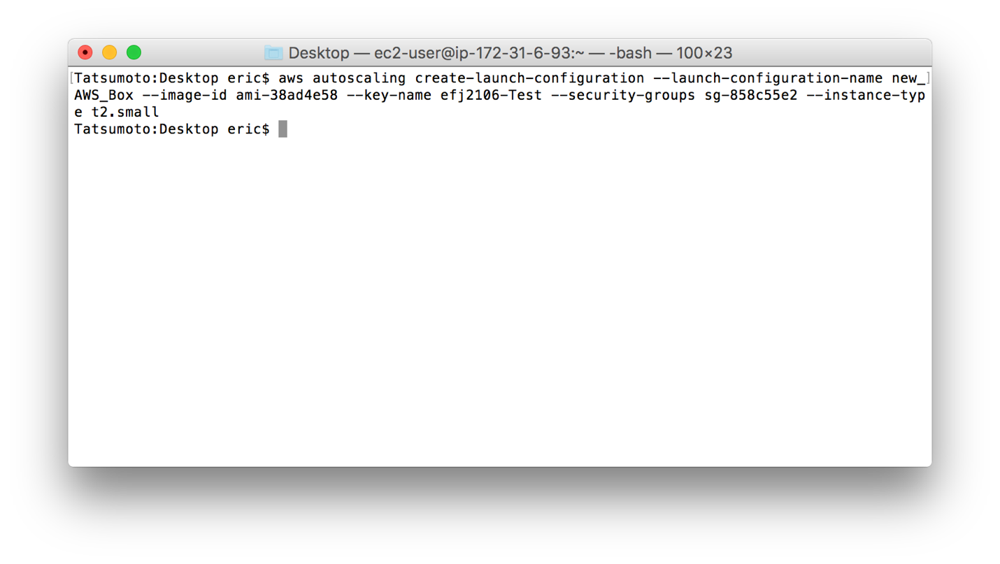 Desktop — ec2-user@ip-172-31-6-93:~ — -bash — 100×23
[Tatsumoto:Desktop eric$ aws autoscaling create-launch-configuration --launch-configuration-name new_]
AWS_Box --image-id ami-38ad4e58 --key-name efj2106-Test --security-groups sg-858c55e2 --instance-typ
e t2.small
Tatsumoto:Desktop eric$